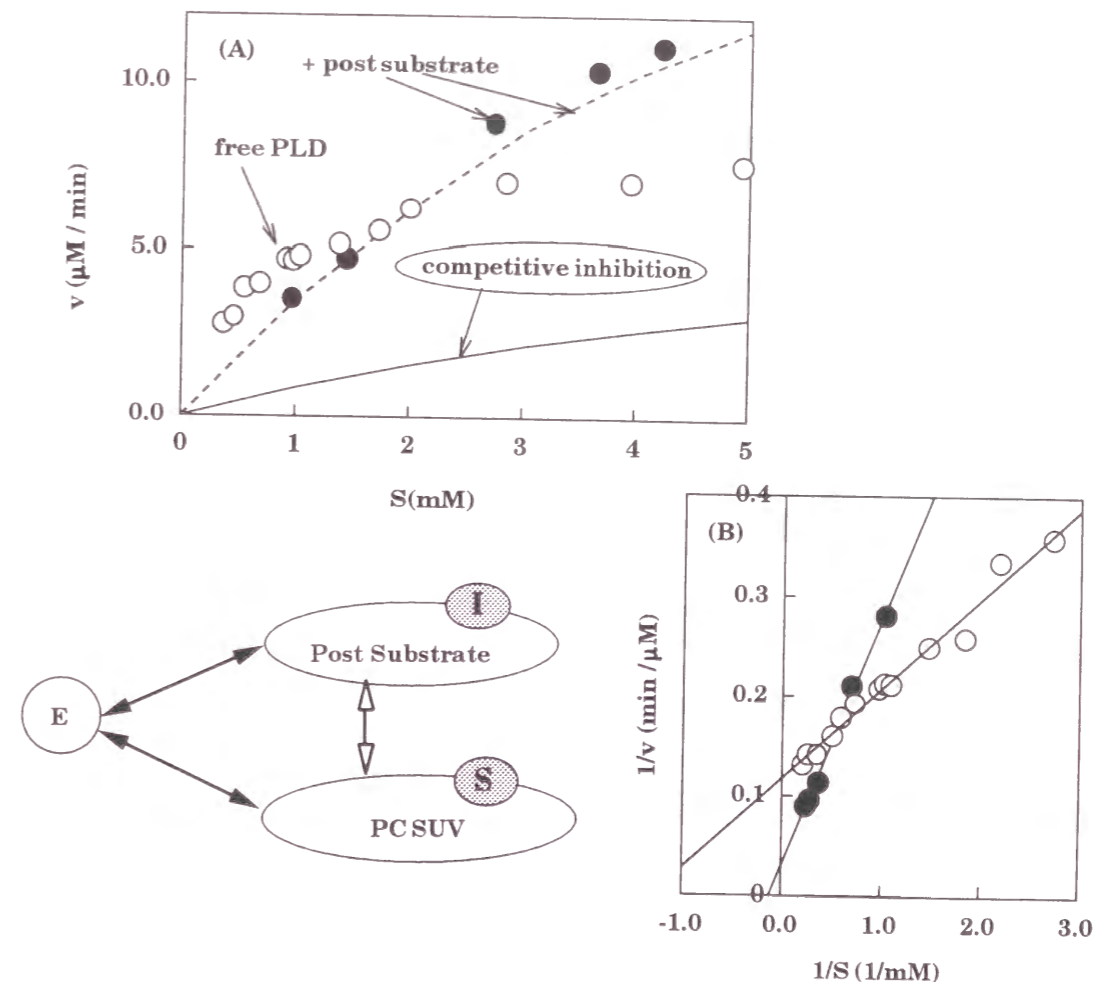 (A)
+ post substrate
free PLD
competitive inhibition
10.0
5.0
0.0
v (µM / min)
0 1 2 3 4 5
S(mM)
(B)
0.4
0.3
0.2
0.1
0
1/v (min /µM)
-1.0 0.0 1.0 2.0 3.0
1/S (1/mM)
I
Post Substrate
E
S
PC SUV